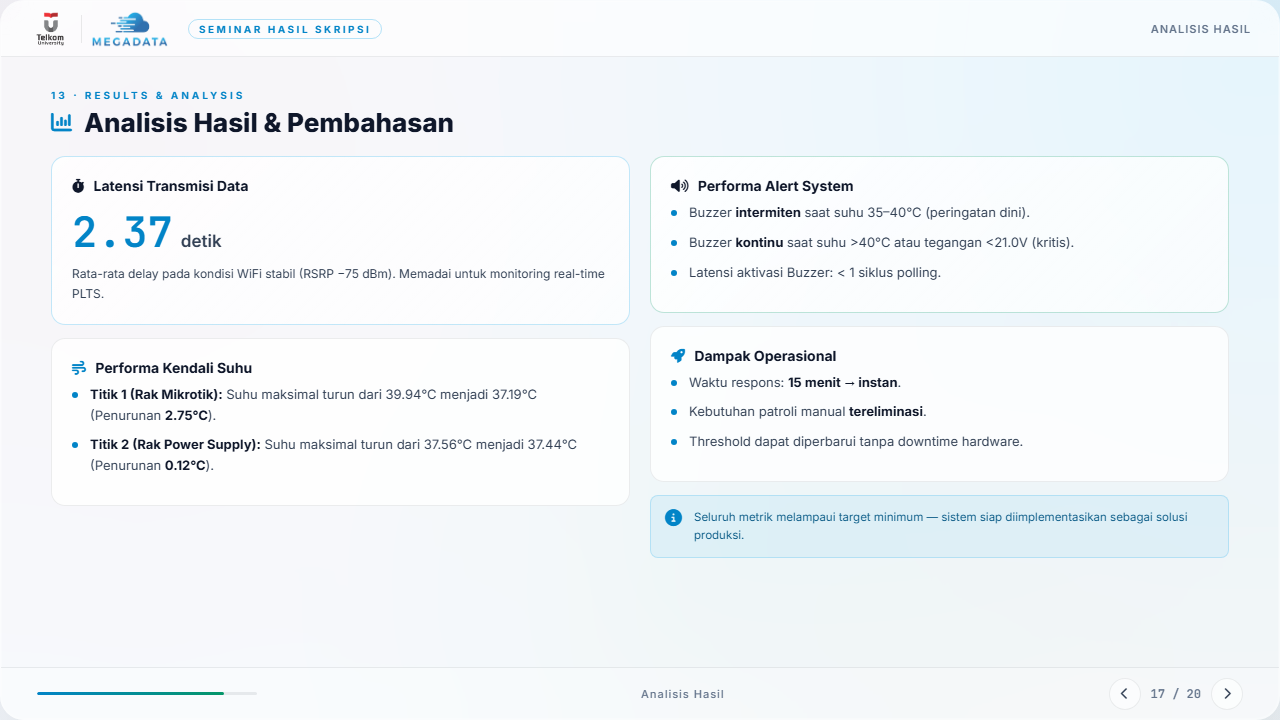 Telkom
University
MEGADATA
SEMINAR HASIL SKRIPSI
ANALISIS HASIL
13 · RESULTS & ANALYSIS
Analisis Hasil & Pembahasan
Latensi Transmisi Data
2.37 detik
Rata-rata delay pada kondisi WiFi stabil (RSRP −75 dBm). Memadai untuk monitoring real-time
PLTS.
Performa Kendali Suhu
Titik 1 (Rak Mikrotik): Suhu maksimal turun dari 39.94°C menjadi 37.19°C
(Penurunan 2.75°C).
Titik 2 (Rak Power Supply): Suhu maksimal turun dari 37.56°C menjadi 37.44°C
(Penurunan 0.12°C).
Performa Alert System
Buzzer intermiten saat suhu 35–40°C (peringatan dini).
Buzzer kontinu saat suhu >40°C atau tegangan <21.0V (kritis).
Latensi aktivasi Buzzer: < 1 siklus polling.
Dampak Operasional
Waktu respons: 15 menit → instan.
Kebutuhan patroli manual tereliminasi.
Threshold dapat diperbarui tanpa downtime hardware.
Seluruh metrik melampaui target minimum — sistem siap diimplementasikan sebagai solusi
produksi.
Analisis Hasil
17 / 20